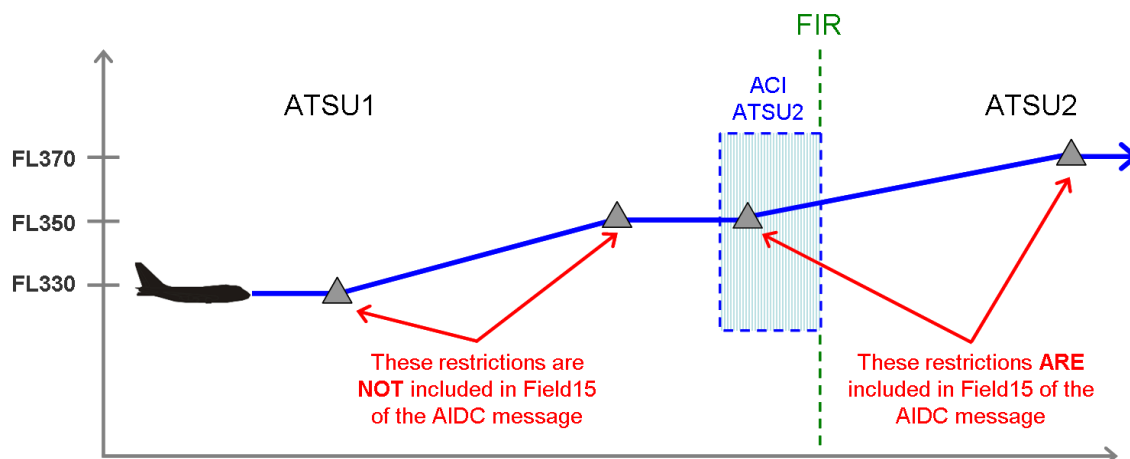 FIR
ACI
ATSU2
ATSU1
ATSU2
FL370
FL350
FL330
These restrictions are
NOT included in Field15
of the AIDC message
These restrictions ARE
included in Field15 of the
AIDC message